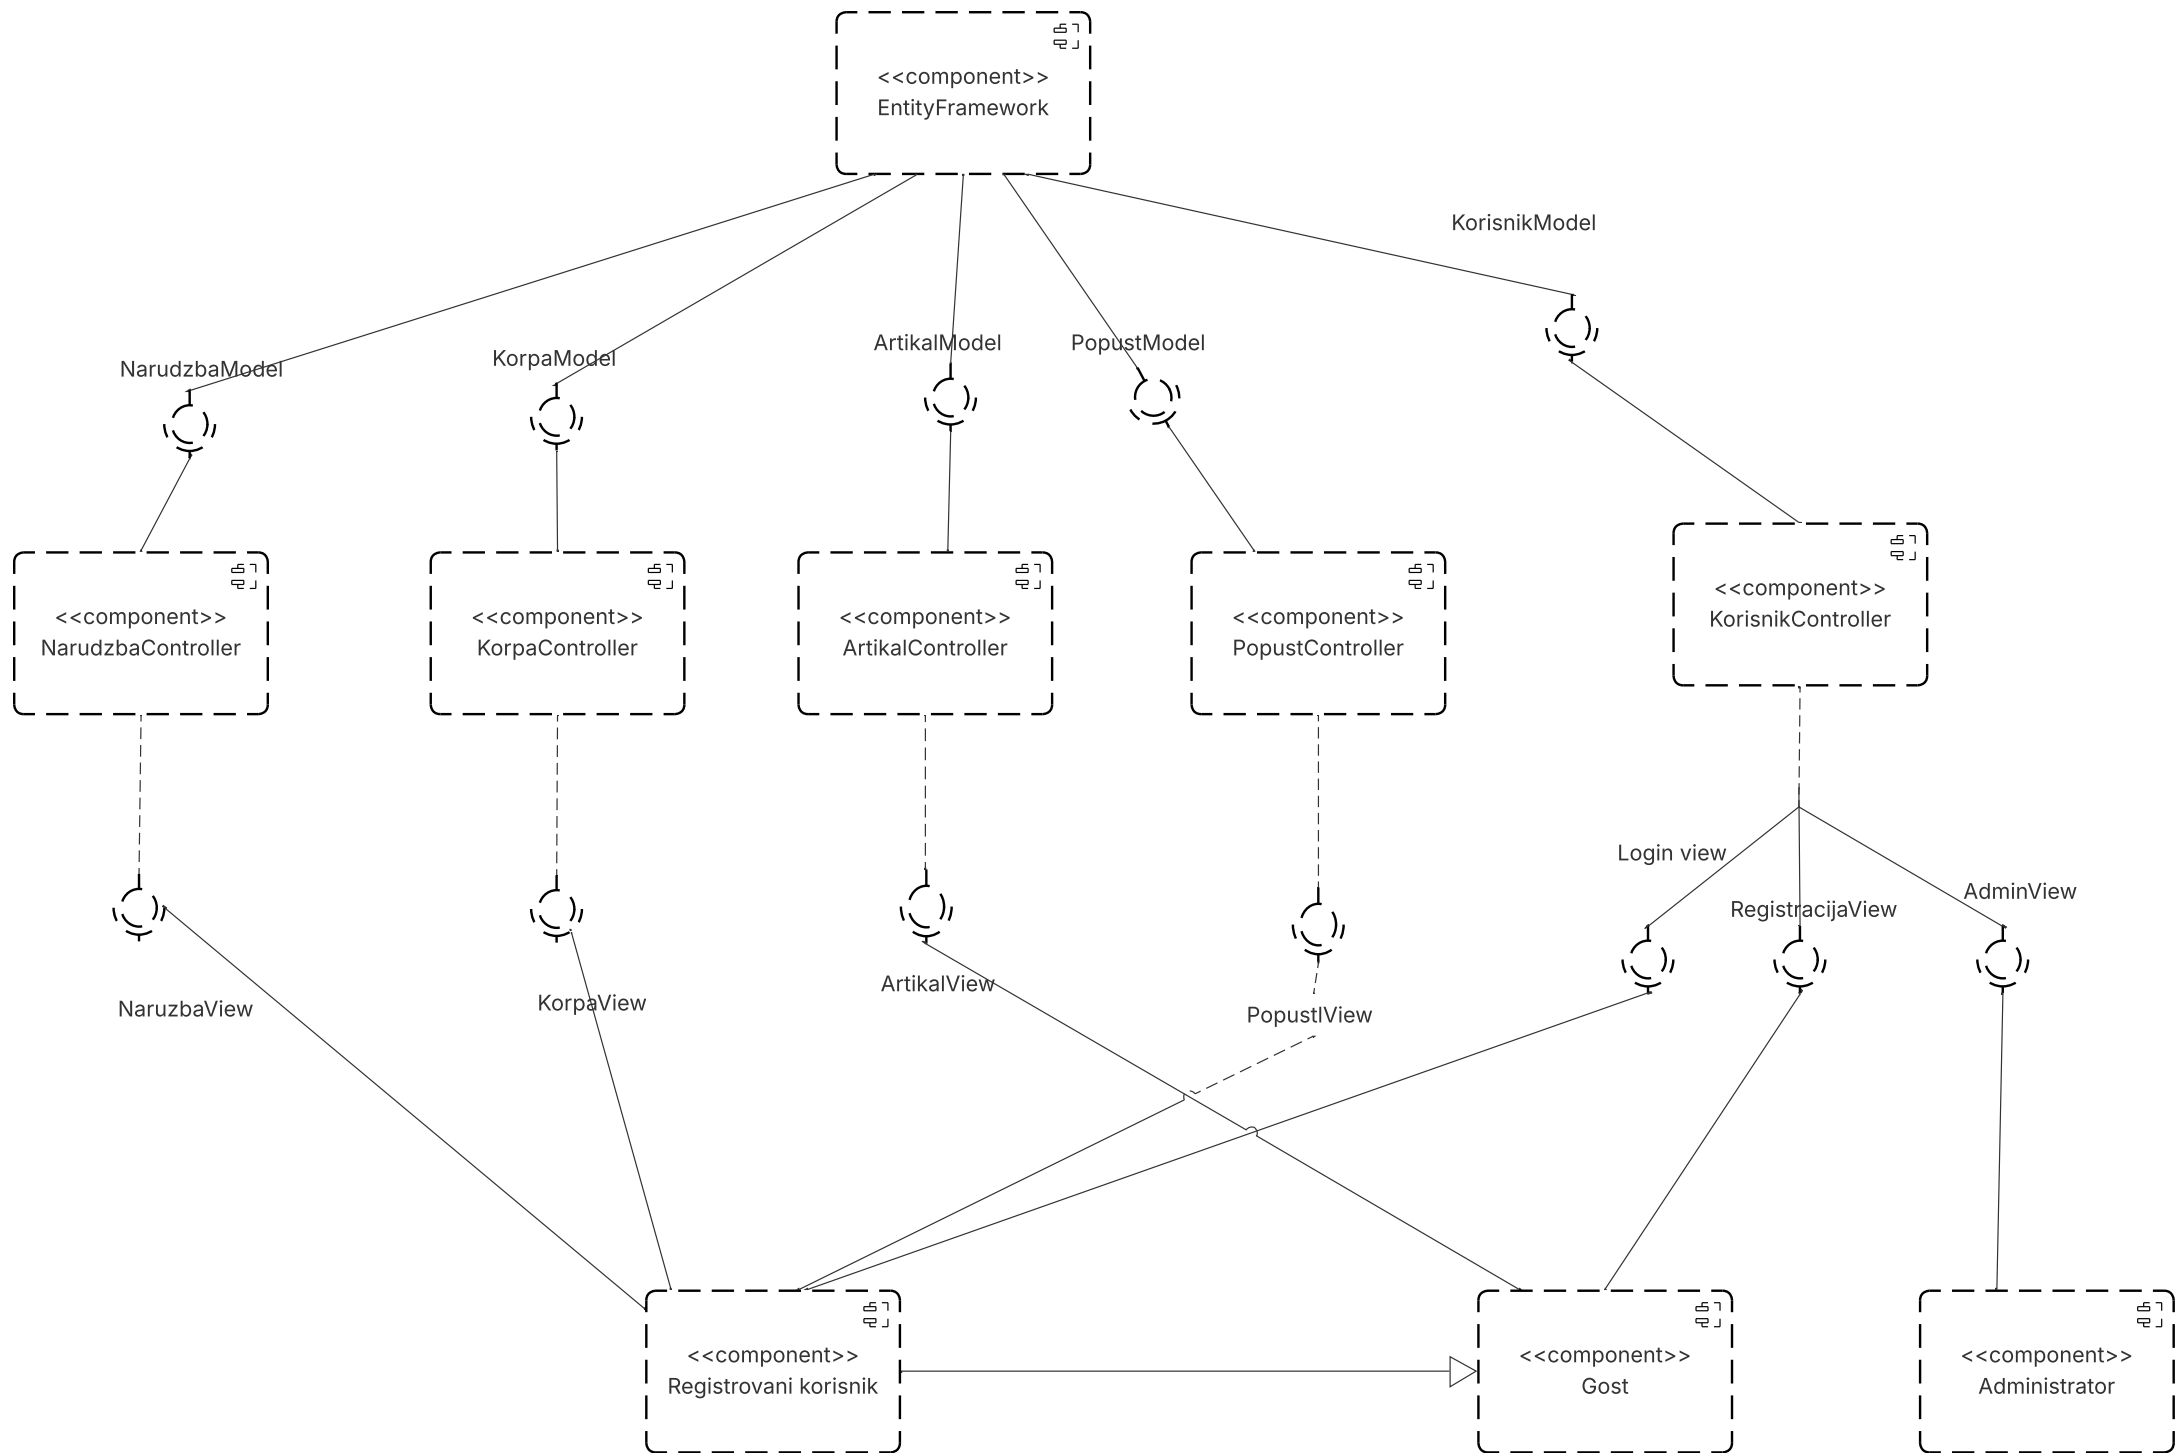 <<component>>
EntityFramework
KorisnikModel
NarudzbaModel
KorpaModel
ArtikalModel
PopustModel
<<component>>
NarudzbaController
<<component>>
KorpaController
<<component>>
ArtikalController
<<component>>
PopustController
<<component>>
KorisnikController
Login view
RegistracijaView
AdminView
NaruzbaView
KorpaView
ArtikalView
PopustlView
<<component>>
Registrovani korisnik
<<component>>
Gost
<<component>>
Administrator